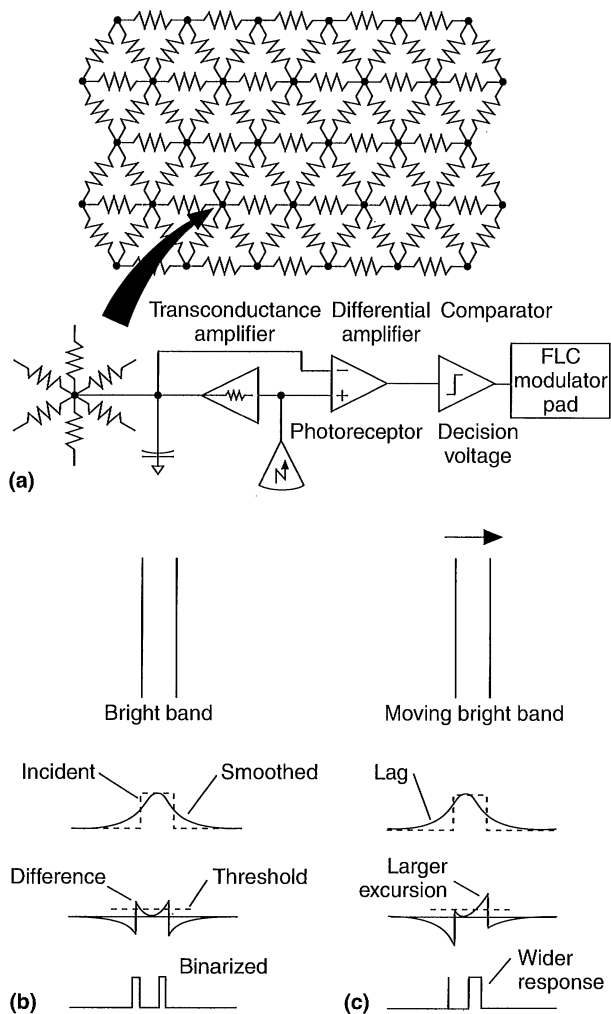 Transconductance
amplifier
Differential
amplifier
Comparator
FLC
modulator
pad
−
+
Photoreceptor
Decision
voltage
(a)
Bright band
Moving bright band
Incident
Smoothed
Lag
Difference
Threshold
Larger
excursion
Binarized
Wider
response
(b)
(c)